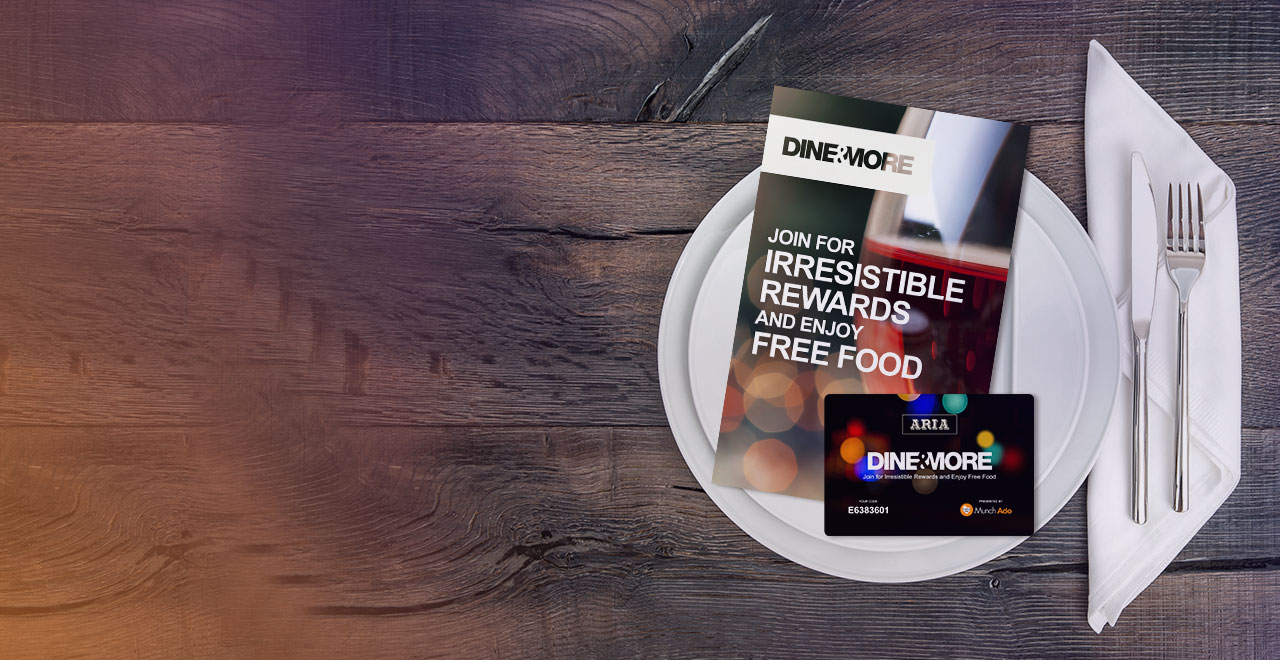 DINE&MORE
JOIN FOR
IRRESISTIBLE
REWARDS
AND ENJOY
FREE FOOD
ARIA
DINE&MORE
Join for Irresistible Rewards and Enjoy Free Food
YOUR CODE
E6383601
PRESENTED BY
Munch Ado